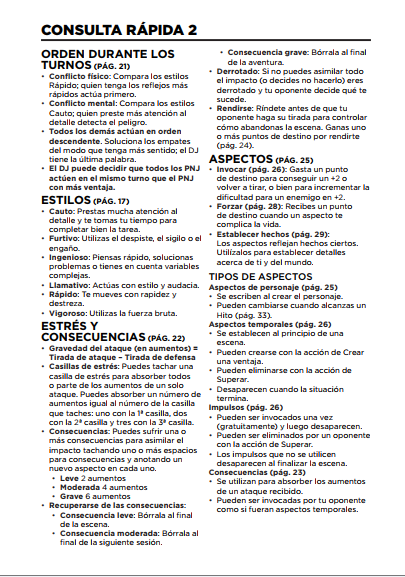 CONSULTA RÁPIDA 2
ORDEN DURANTE LOS
TURNOS (PÁG. 21)
• Conflicto físico: Compara los estilos
Rápido; quien tenga los reflejos más
rápidos actúa primero.
• Conflicto mental: Compara los estilos
Cauto; quien preste más atención al
detalle detecta el peligro.
• Todos los demás actúan en orden
descendente. Soluciona los empates
del modo que tenga más sentido; el DJ
tiene la última palabra.
• El DJ puede decidir que todos los PNJ
actúen en el mismo turno que el PNJ
con más ventaja.
ESTILOS (PÁG. 17)
• Cauto: Prestas mucha atención al
detalle y te tomas tu tiempo para
completar bien la tarea.
• Furtivo: Utilizas el despiste, el sigilo o el
engaño.
• Ingenioso: Piensas rápido, solucionas
problemas o tienes en cuenta variables
complejas.
• Llamativo: Actúas con estilo y audacia.
• Rápido: Te mueves con rapidez y
destreza.
• Vigoroso: Utilizas la fuerza bruta.
ESTRÉS Y
CONSECUENCIAS (PÁG. 22)
• Gravedad del ataque (en aumentos) =
Tirada de ataque – Tirada de defensa
• Casillas de estrés: Puedes tachar una
casilla de estrés para absorber todos
o parte de los aumentos de un solo
ataque. Puedes absorber un número de
aumentos igual al número de la casilla
que taches: uno con la 1ª casilla, dos
con la 2ª casilla y tres con la 3ª casilla.
• Consecuencias: Puedes sufrir una o
más consecuencias para asimilar el
impacto tachando uno o más espacios
para consecuencias y anotando un
nuevo aspecto en cada uno.
• Leve 2 aumentos
• Moderada 4 aumentos
• Grave 6 aumentos
• Recuperarse de las consecuencias:
• Consecuencia leve: Bórrala al final
de la escena.
• Consecuencia moderada: Bórrala al
final de la siguiente sesión.
• Consecuencia grave: Bórrala al final
de la aventura.
• Derrotado: Si no puedes asimilar todo
el impacto (o decides no hacerlo) eres
derrotado y tu oponente decide qué te
sucede.
• Rendirse: Ríndete antes de que tu
oponente haga su tirada para controlar
cómo abandonas la escena. Ganas uno
o más puntos de destino por rendirte
(pág. 24).
ASPECTOS (PÁG. 25)
• Invocar (pág. 26): Gasta un punto
de destino para conseguir un +2 o
volver a tirar, o bien para incrementar la
dificultad para un enemigo en +2.
• Forzar (pág. 28): Recibes un punto
de destino cuando un aspecto te
complica la vida.
• Establecer hechos (pág. 29):
Los aspectos reflejan hechos ciertos.
Utilízalos para establecer detalles
acerca de ti y del mundo.
TIPOS DE ASPECTOS
Aspectos de personaje (pág. 25)
• Se escriben al crear el personaje.
• Pueden cambiarse cuando alcanzas un
Hito (pág. 33).
Aspectos temporales (pág. 26)
• Se establecen al principio de una
escena.
• Pueden crearse con la acción de Crear
una ventaja.
• Pueden eliminarse con la acción de
Superar.
• Desaparecen cuando la situación
termina.
Impulsos (pág. 26)
• Pueden ser invocados una vez
(gratuitamente) y luego desaparecen.
• Pueden ser eliminados por un oponente
con la acción de Superar.
• Los impulsos que no se utilicen
desaparecen al finalizar la escena.
Consecuencias (pág. 23)
• Se utilizan para absorber los aumentos
de un ataque recibido.
• Pueden ser invocadas por tu oponente
como si fueran aspectos temporales.